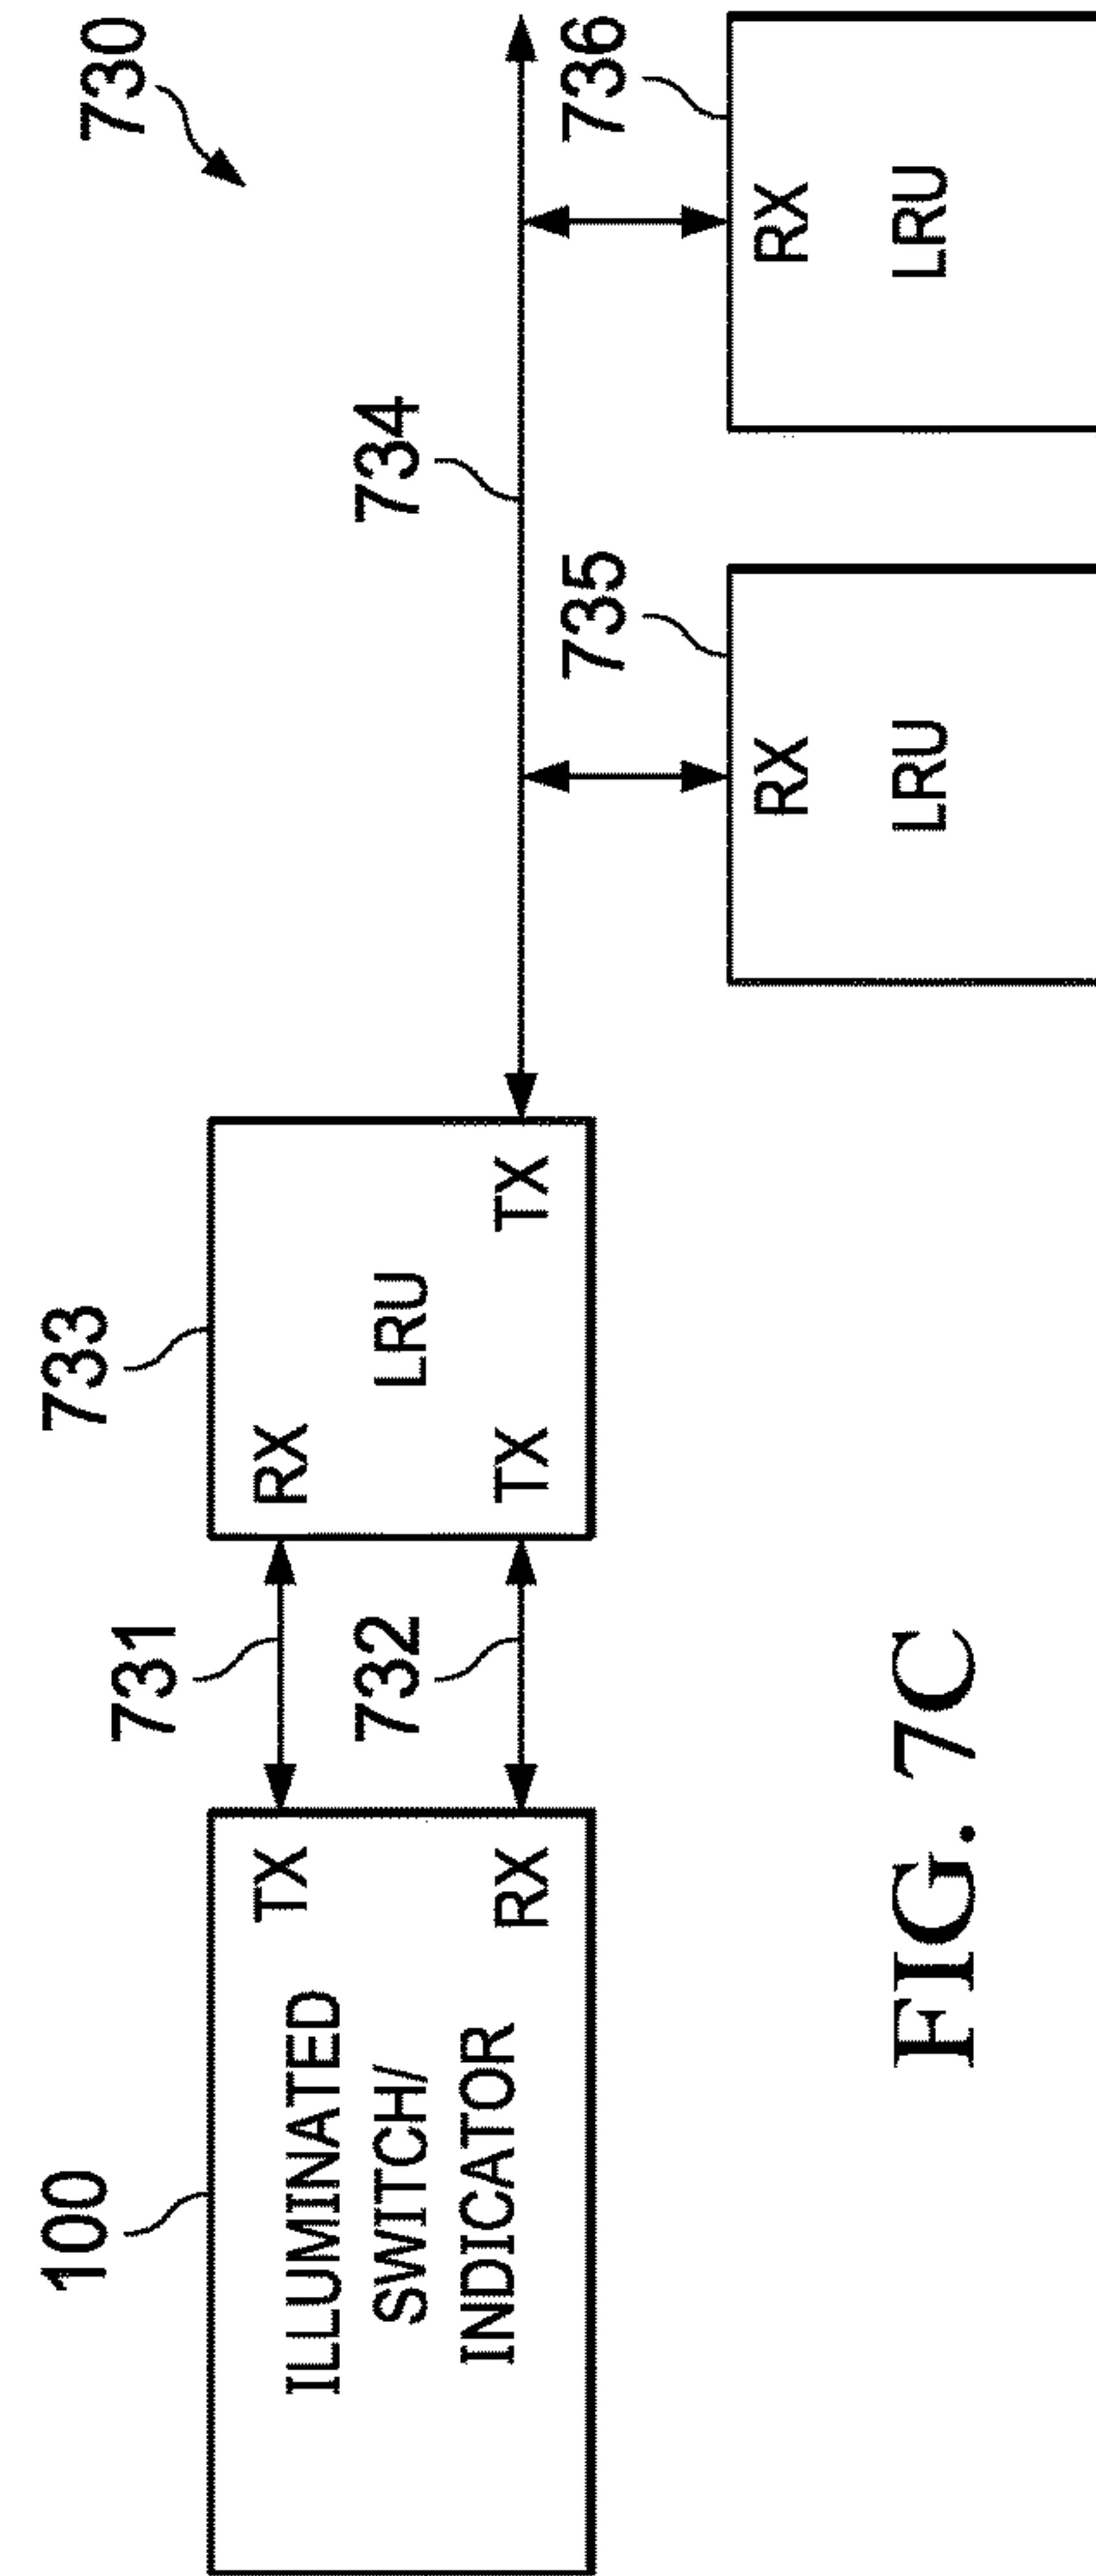 730
100
733
734
731
732
735
736
ILLUMINATED
SWITCH/
INDICATOR
TX
RX
RX
LRU
TX
TX
RX
LRU
RX
LRU
FIG. 7C